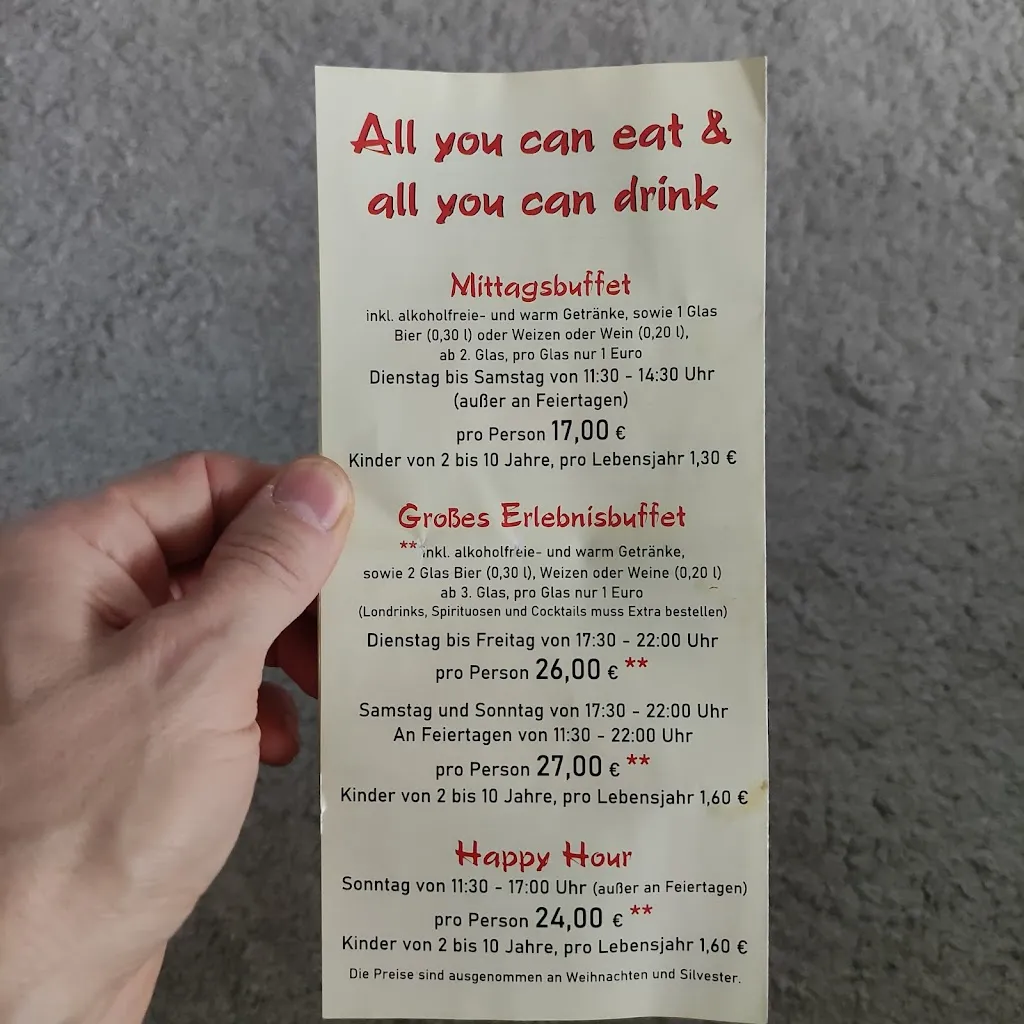 All you can eat &
all you can drink
Mittagsbuffet
inkl. alkoholfreie- und warm Getränke, sowie 1 Glas
Bier (0,30 l) oder Weizen oder Wein (0,20 l),
ab 2. Glas, pro Glas nur 1 Euro
Dienstag bis Samstag von 11:30 - 14:30 Uhr
(außer an Feiertagen)
pro Person 17,00 €
Kinder von 2 bis 10 Jahre, pro Lebensjahr 1,30 €
Großes Erlebnisbuffet
** inkl. alkoholfreie- und warm Getränke,
sowie 2 Glas Bier (0,30 l), Weizen oder Weine (0,20 l)
ab 3. Glas, pro Glas nur 1 Euro
(Londrinks, Spirituosen und Cocktails muss Extra bestellen)
Dienstag bis Freitag von 17:30 - 22:00 Uhr
pro Person 26,00 € **
Samstag und Sonntag von 17:30 - 22:00 Uhr
An Feiertagen von 11:30 - 22:00 Uhr
pro Person 27,00 € **
Kinder von 2 bis 10 Jahre, pro Lebensjahr 1,60 €
Happy Hour
Sonntag von 11:30 - 17:00 Uhr (außer an Feiertagen)
pro Person 24,00 € **
Kinder von 2 bis 10 Jahre, pro Lebensjahr 1,60 €
Die Preise sind ausgenommen an Weihnachten und Silvester.